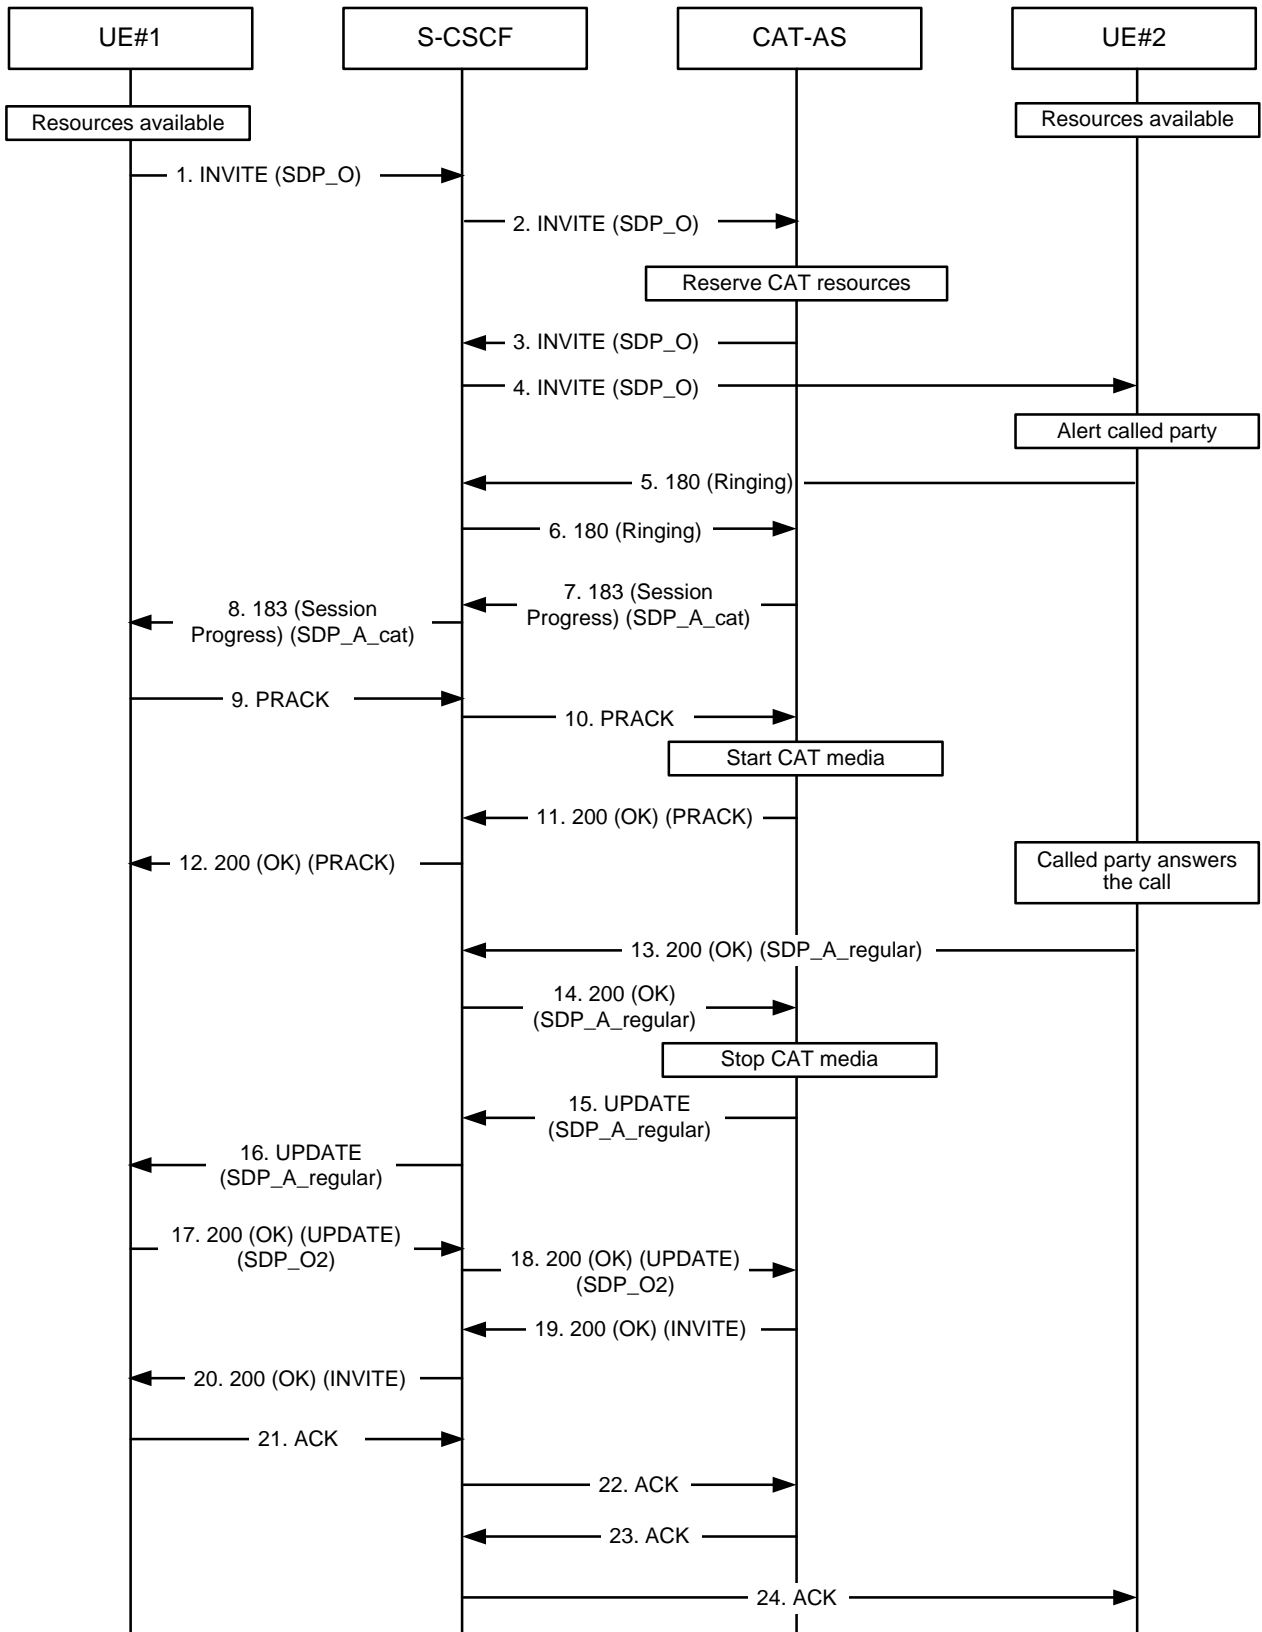 UE#1
S-CSCF
CAT-AS
UE#2
Resources available
Resources available
1. INVITE (SDP_O)
2. INVITE (SDP_O)
Reserve CAT resources
3. INVITE (SDP_O)
4. INVITE (SDP_O)
Alert called party
5. 180 (Ringing)
6. 180 (Ringing)
7. 183 (Session
Progress) (SDP_A_cat)
8. 183 (Session
Progress) (SDP_A_cat)
9. PRACK
10. PRACK
Start CAT media
11. 200 (OK) (PRACK)
12. 200 (OK) (PRACK)
Called party answers
the call
13. 200 (OK) (SDP_A_regular)
14. 200 (OK)
(SDP_A_regular)
Stop CAT media
15. UPDATE
(SDP_A_regular)
16. UPDATE
(SDP_A_regular)
17. 200 (OK) (UPDATE)
(SDP_O2)
18. 200 (OK) (UPDATE)
(SDP_O2)
19. 200 (OK) (INVITE)
20. 200 (OK) (INVITE)
21. ACK
22. ACK
23. ACK
24. ACK